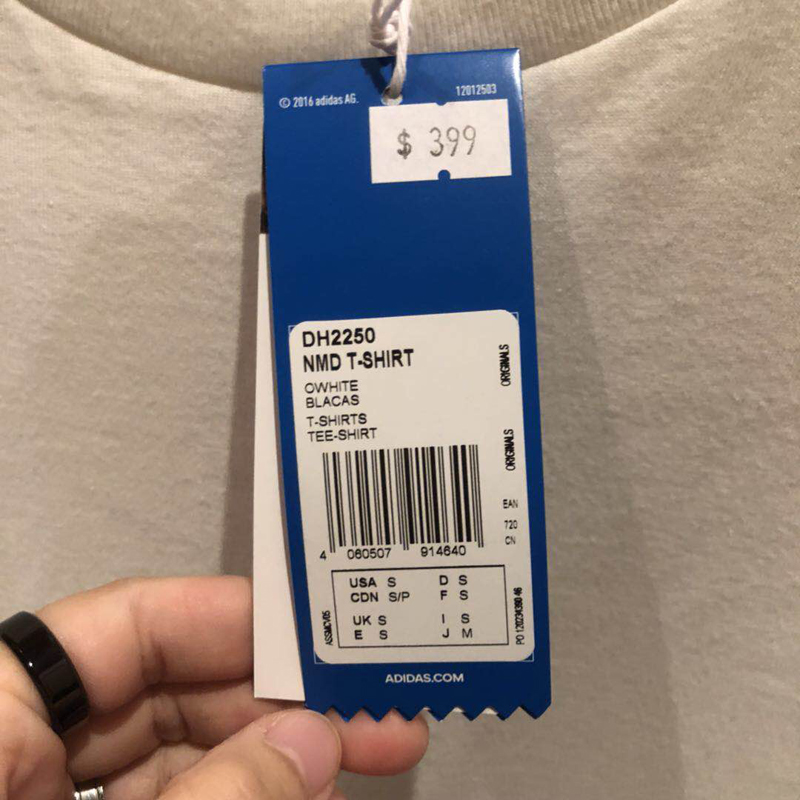 © 2016 adidas AG.
12012503
$ 399
DH2250
NMD T-SHIRT
OWHITE
BLACAS
T-SHIRTS
TEE-SHIRT
ORIGINALS
ORIGINALS
EAN
720
CN
4 060507 914640
USA S D S
CDN S/P F S
UK S I S
E S J M
ADIDAS.COM